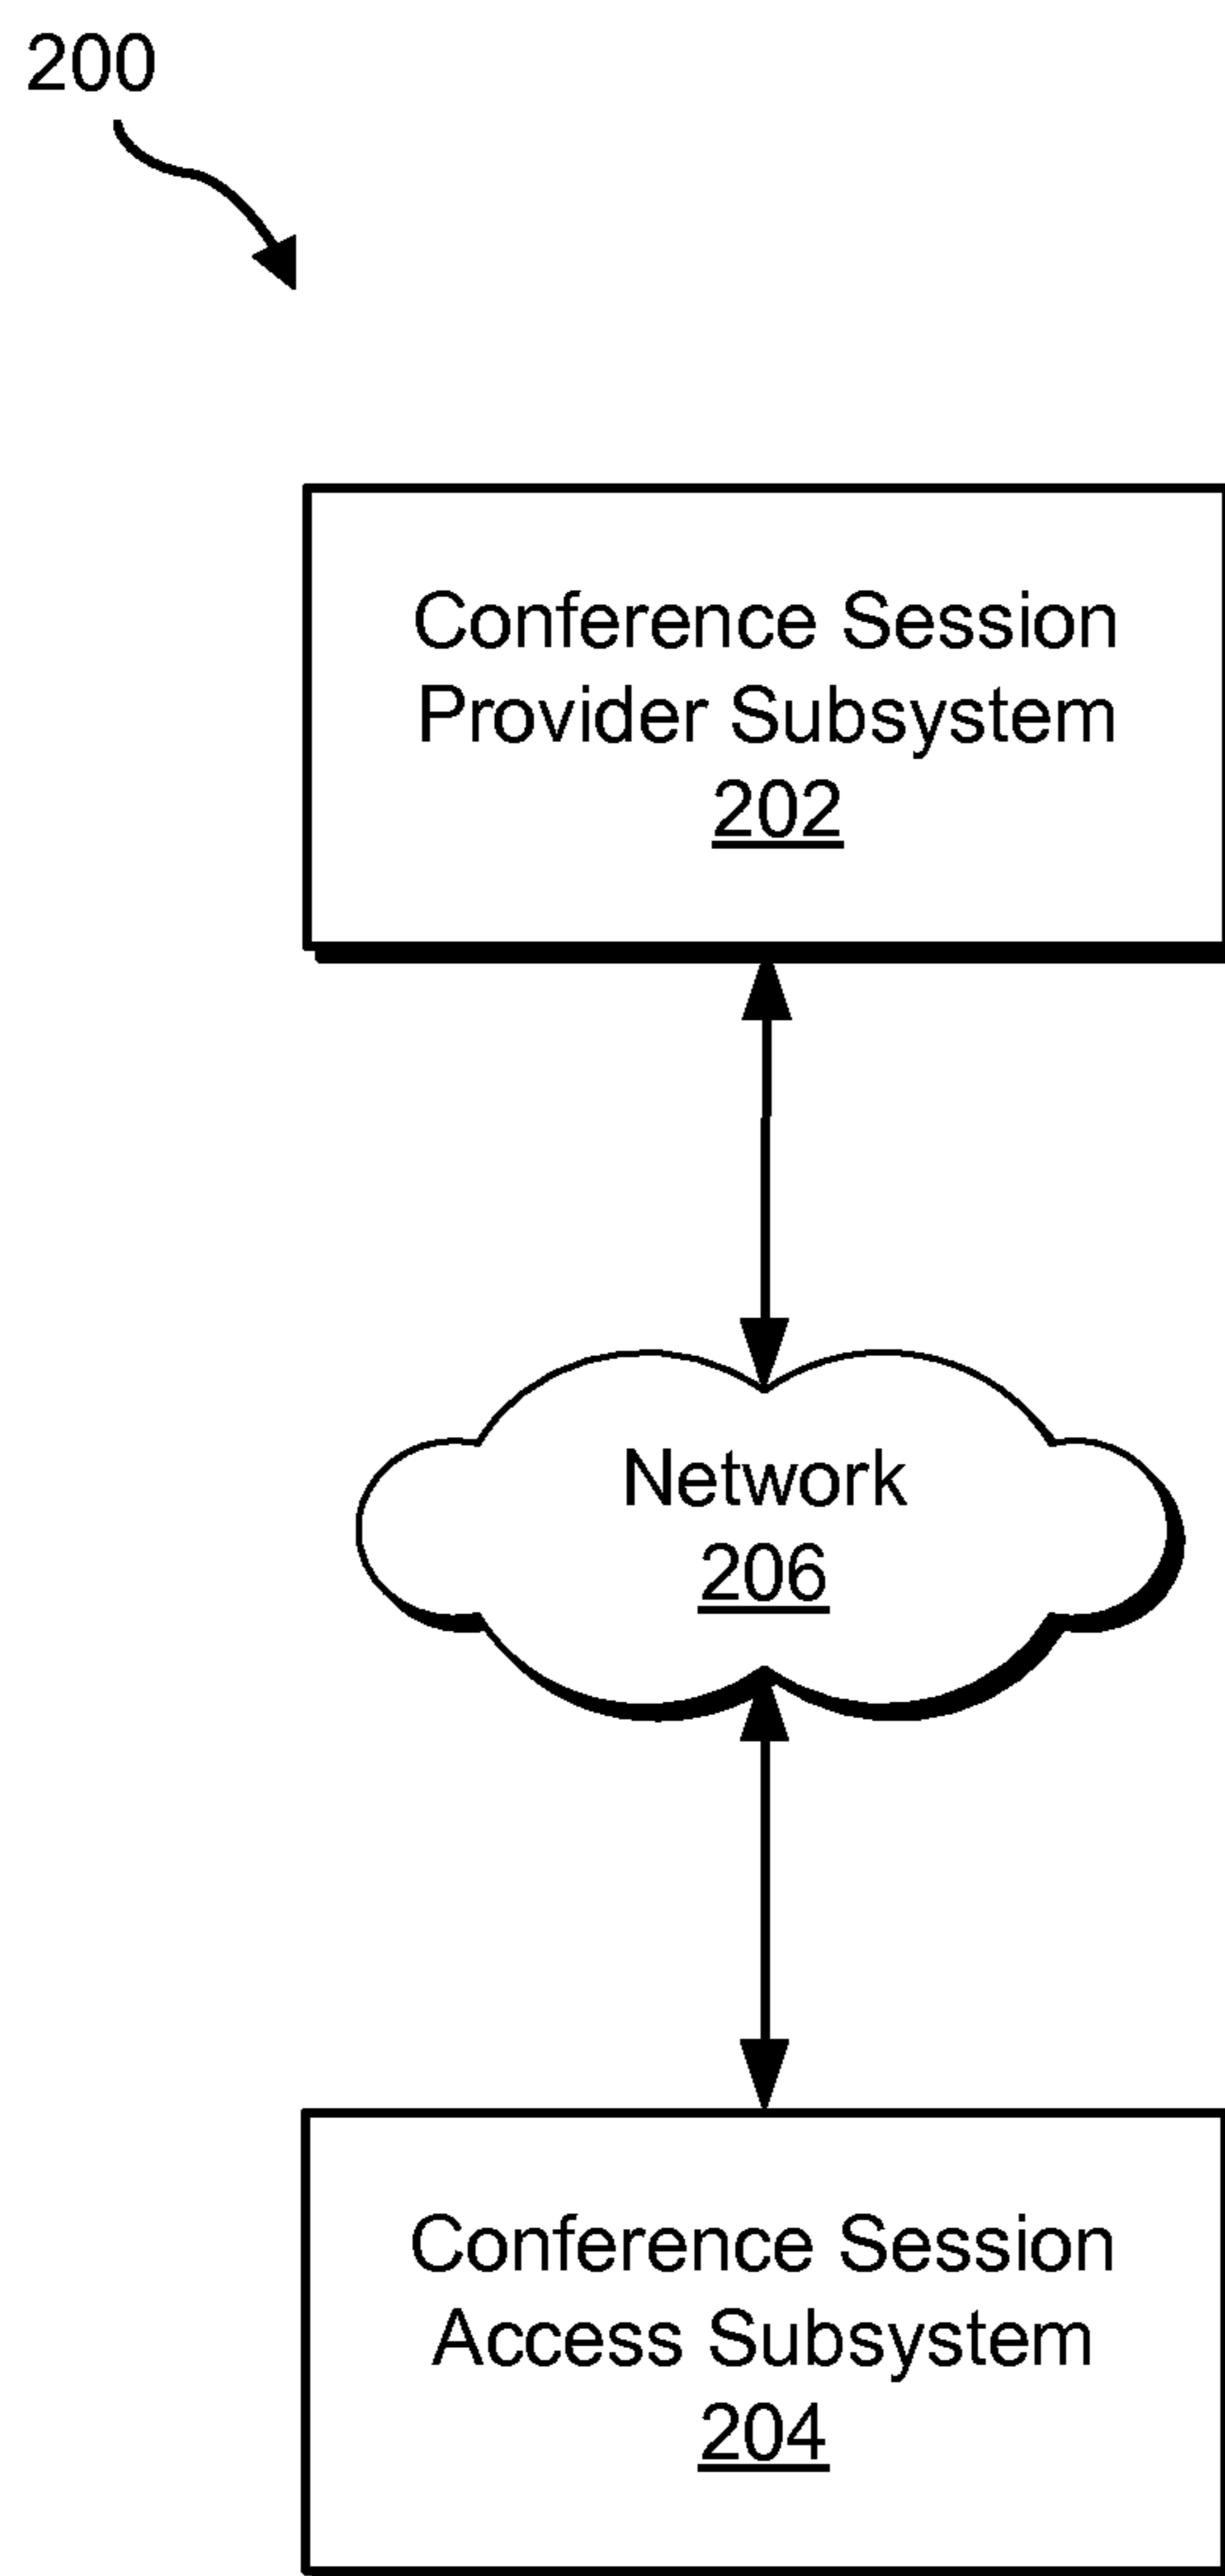 200
Conference Session
Provider Subsystem
202
Network
206
Conference Session
Access Subsystem
204